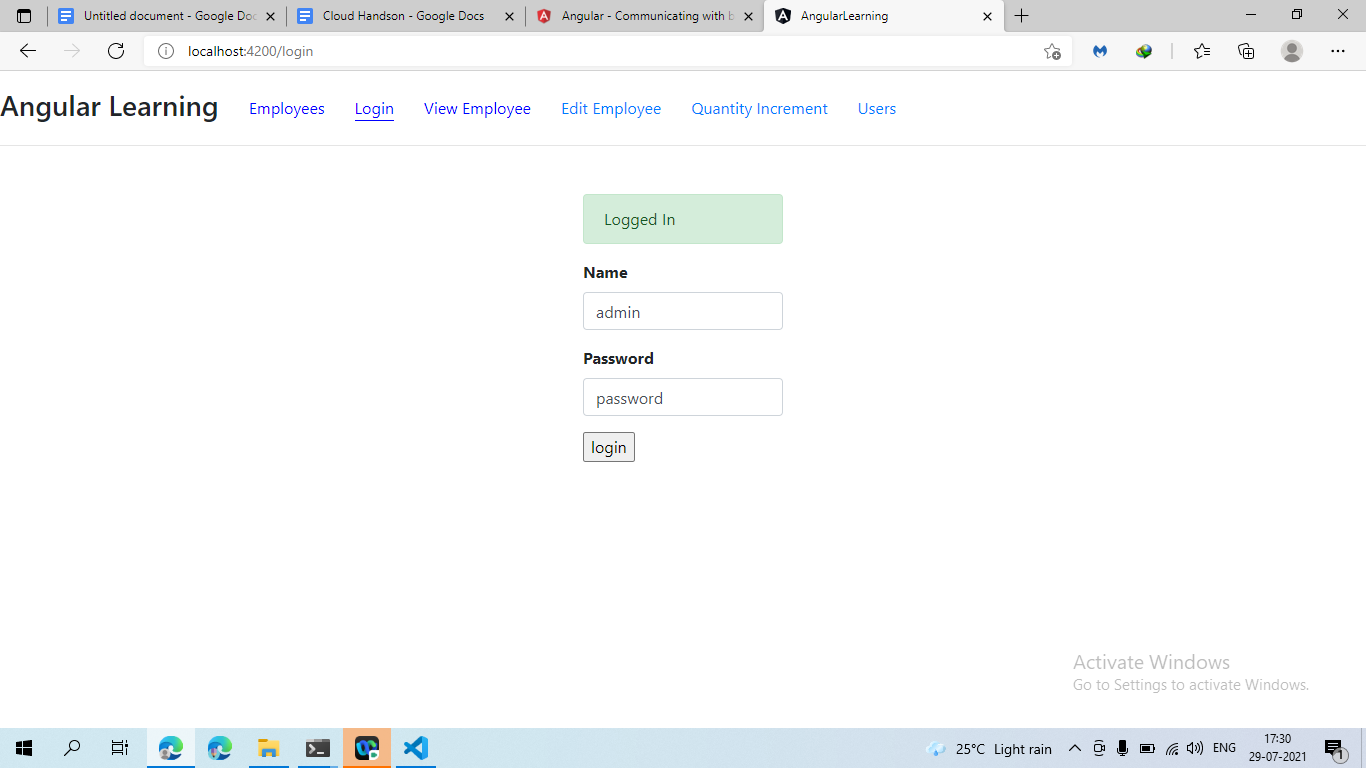 Untitled document - Google Doc
Cloud Handson - Google Docs
Angular - Communicating with b
AngularLearning
localhost:4200/login
Angular Learning
Employees
Login
View Employee
Edit Employee
Quantity Increment
Users
Logged In
Name
admin
Password
password
login
Activate Windows
Go to Settings to activate Windows.
25°C Light rain
ENG
17:30
29-07-2021
1